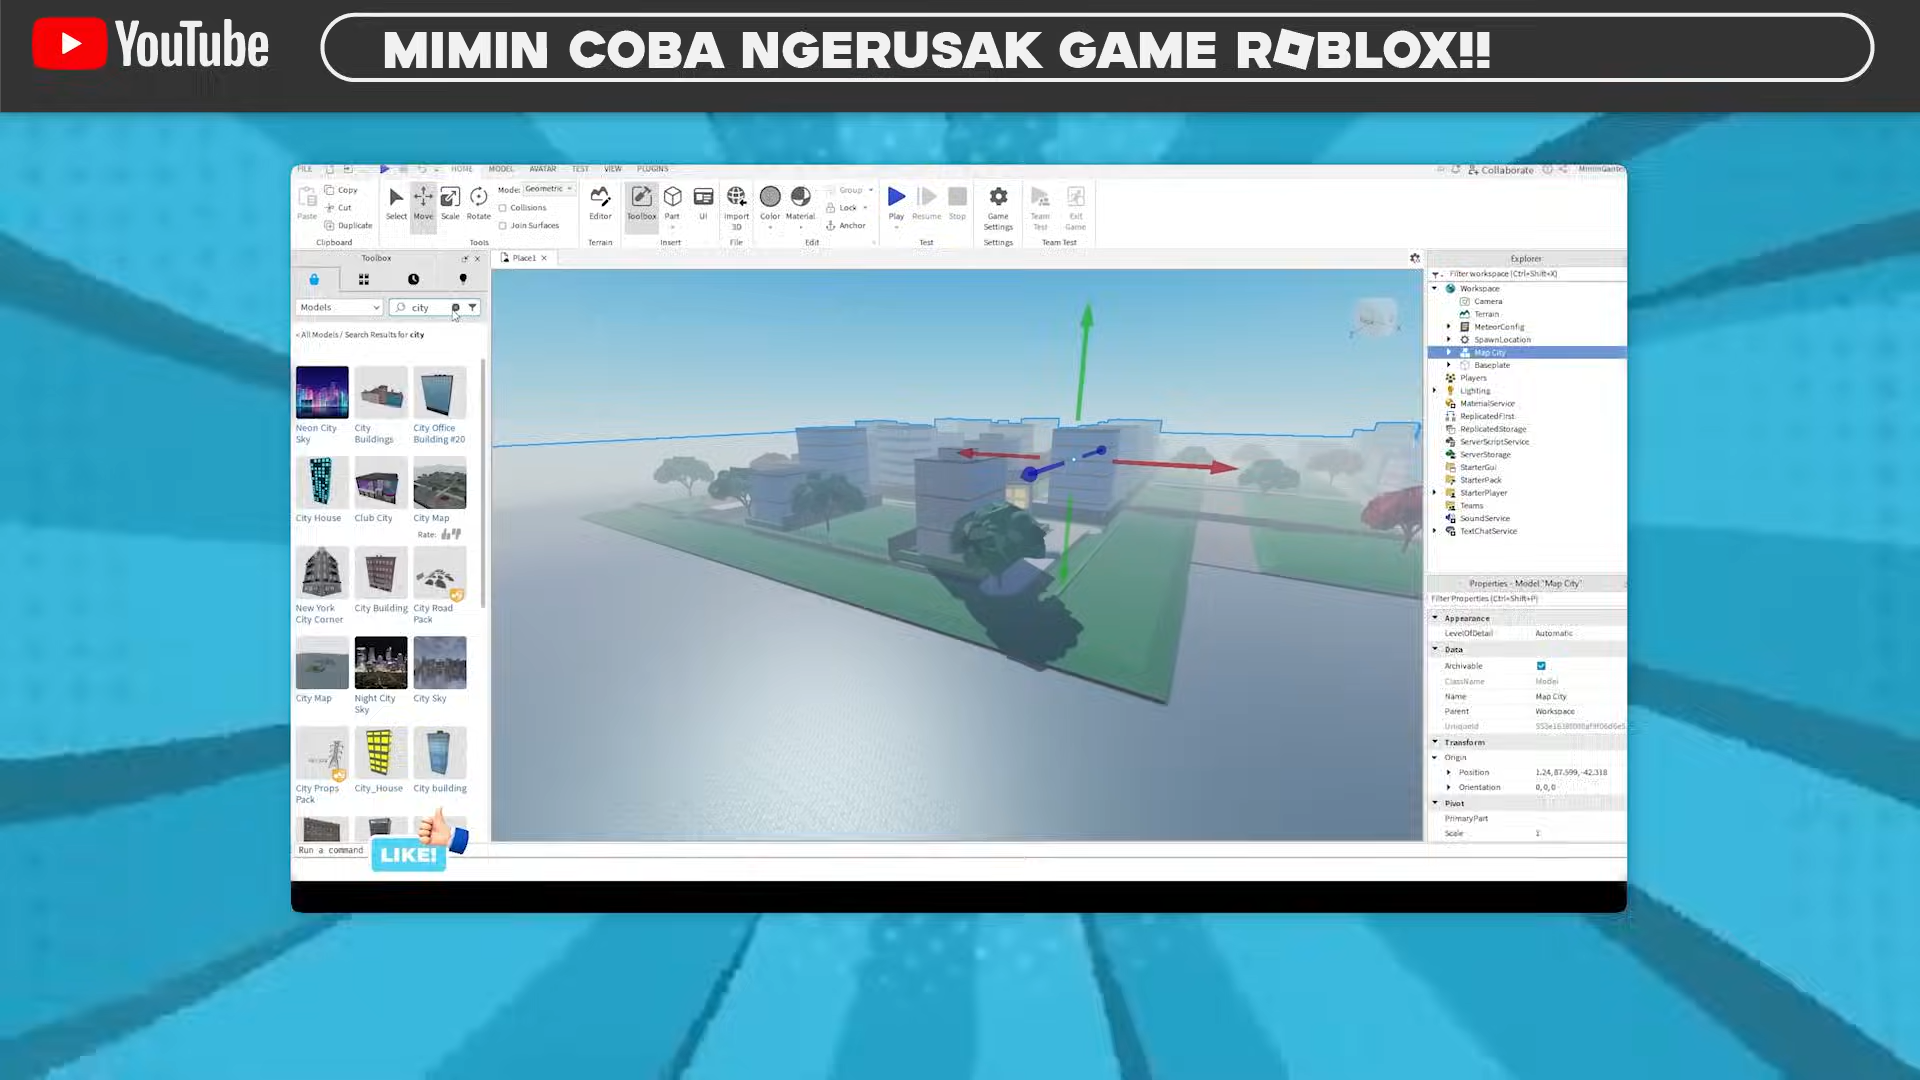 YouTube
MIMIN COBA NGERUSAK GAME ROBLOX!!
FILE HOME MODEL AVATAR TEST VIEW PLUGINS
Collaborate
Paste
Copy
Cut
Duplicate
Clipboard
Select Move Scale Rotate
Mode: Geometric
Collisions
Join Surfaces
Tools
Editor
Terrain
Toolbox Part UI
Insert
Import 3D
File
Color Material
Group
Lock
Anchor
Edit
Play Resume Stop
Test
Game Settings
Settings
Team Test
Exit Game
Team Test
Toolbox
Models
city
< All Models / Search Results for city
Neon City Sky
City Buildings
City Office Building #20
City House
Club City
City Map
Rate:
New York City Corner
City Building
City Road Pack
City Map
Night City Sky
City Sky
City Props Pack
City_House
City building
Run a command
LIKE!
Place1
Explorer
Filter workspace (Ctrl+Shift+X)
Workspace
Camera
Terrain
MeteorConfig
SpawnLocation
Map City
Baseplate
Players
Lighting
MaterialService
ReplicatedFirst
ReplicatedStorage
ServerScriptService
ServerStorage
StarterGui
StarterPack
StarterPlayer
Teams
SoundService
TextChatService
Properties - Model "Map City"
Filter Properties (Ctrl+Shift+P)
Appearance
LevelOfDetail Automatic
Data
Archivable
ClassName Model
Name Map City
Parent Workspace
UniqueId
Transform
Origin
Position 1.24, 87.599, -42.318
Orientation 0, 0, 0
Pivot
PrimaryPart
Scale 1